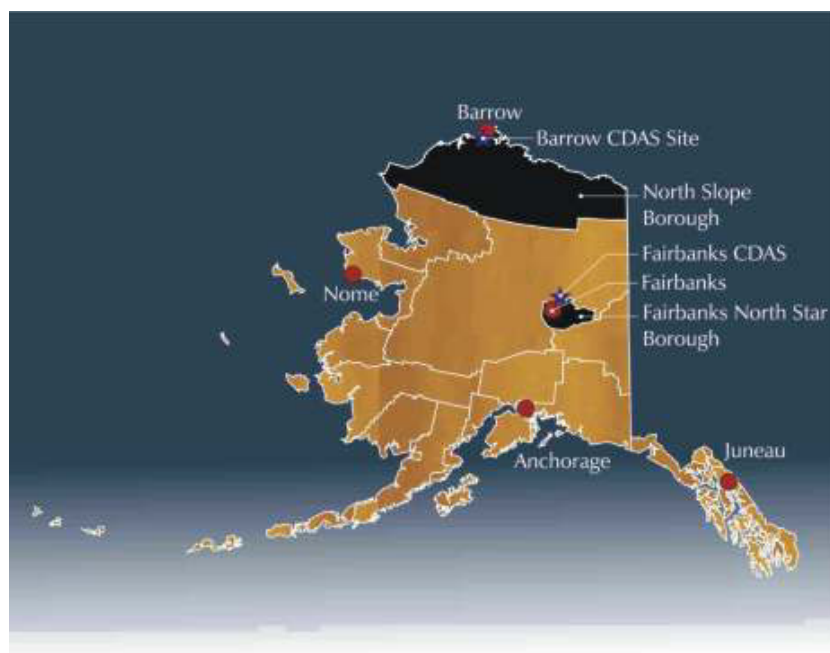 Barrow
Barrow CDAS Site
North Slope
Borough
Fairbanks CDAS
Fairbanks
Nome
Fairbanks North Star
Borough
Juneau
Anchorage